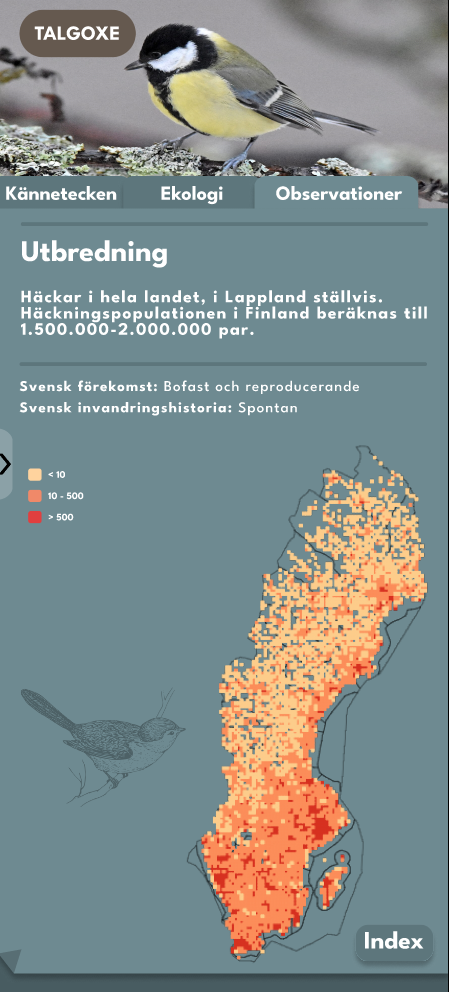 TALGOXE
Kännetecken Ekologi Observationer
Utbredning
Häckar i hela landet, i Lappland ställvis.
Häckningspopulationen i Finland beräknas till
1.500.000-2.000.000 par.
Svensk förekomst: Bofast och reproducerande
Svensk invandringshistoria: Spontan
< 10
10 - 500
> 500
Index